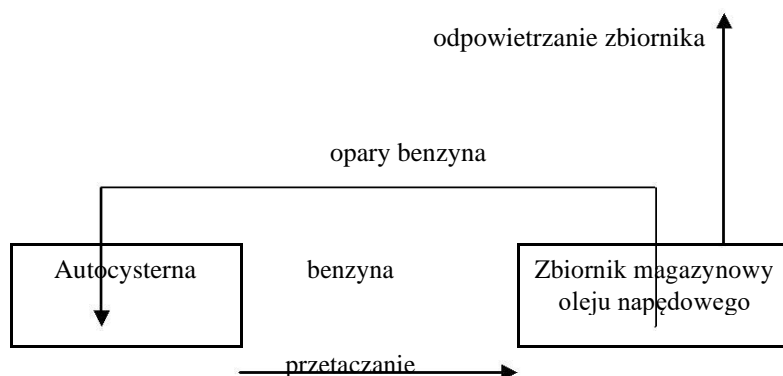 odpowietrzanie zbiornika
opary benzyna
Autocysterna
benzyna
Zbiornik magazynowy
oleju napędowego
przetaczanie